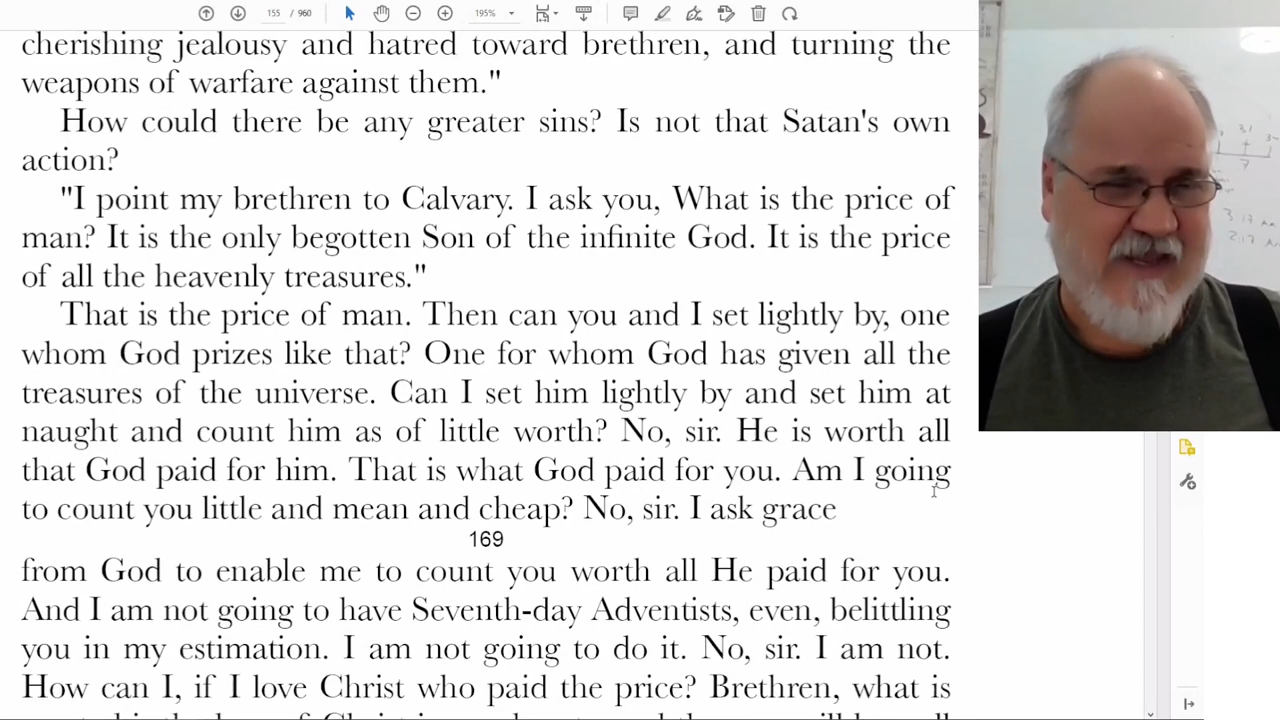 155 / 960
195%
cherishing jealousy and hatred toward brethren, and turning the
weapons of warfare against them."
How could there be any greater sins? Is not that Satan's own
action?
"I point my brethren to Calvary. I ask you, What is the price of
man? It is the only begotten Son of the infinite God. It is the price
of all the heavenly treasures."
That is the price of man. Then can you and I set lightly by, one
whom God prizes like that? One for whom God has given all the
treasures of the universe. Can I set him lightly by and set him at
naught and count him as of little worth? No, sir. He is worth all
that God paid for him. That is what God paid for you. Am I going
to count you little and mean and cheap? No, sir. I ask grace
169
from God to enable me to count you worth all He paid for you.
And I am not going to have Seventh-day Adventists, even, belittling
you in my estimation. I am not going to do it. No, sir. I am not.
How can I, if I love Christ who paid the price? Brethren, what is